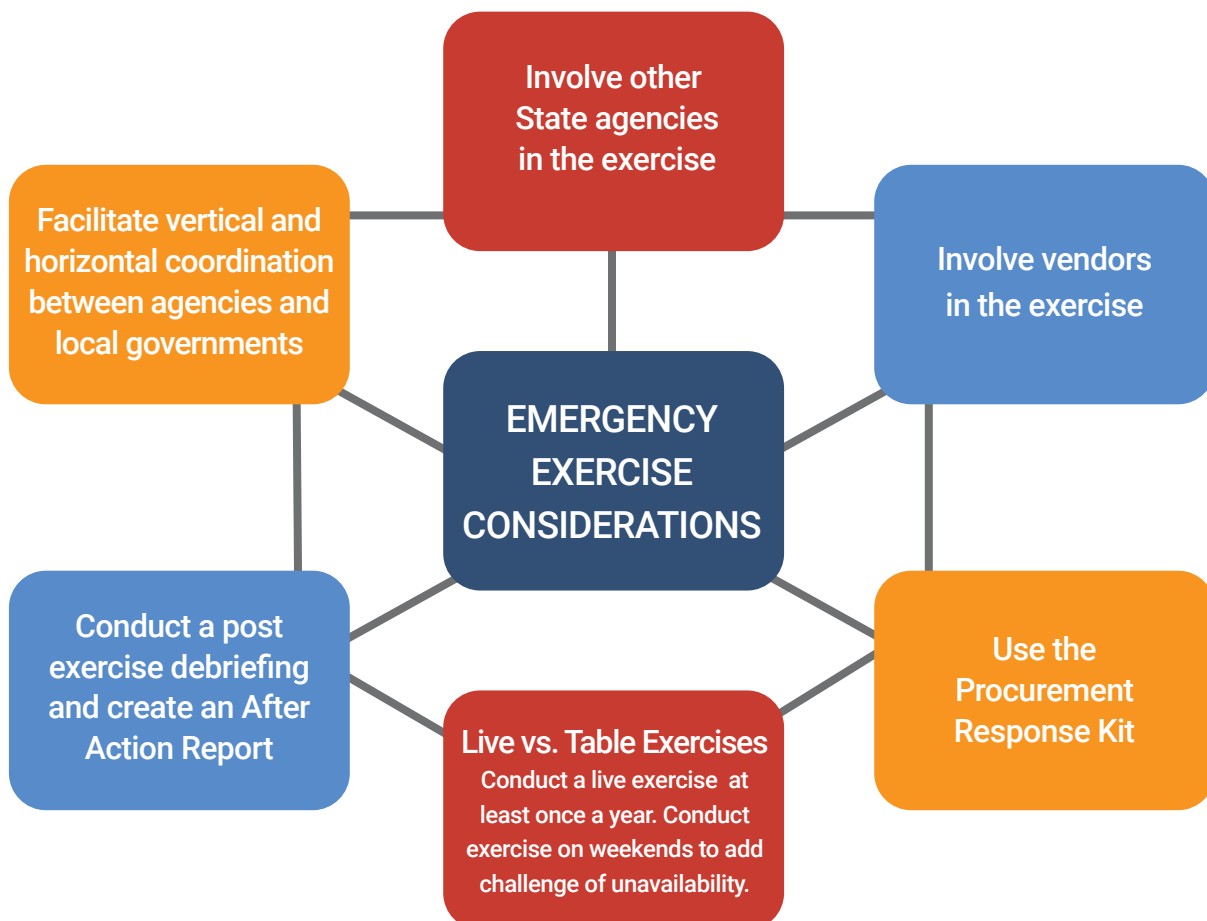 Involve other
State agencies
in the exercise
Facilitate vertical and
horizontal coordination
between agencies and
local governments
Involve vendors
in the exercise
EMERGENCY
EXERCISE
CONSIDERATIONS
Conduct a post
exercise debriefing
and create an After
Action Report
Use the
Procurement
Response Kit
Live vs. Table Exercises
Conduct a live exercise at
least once a year. Conduct
exercise on weekends to add
challenge of unavailability.